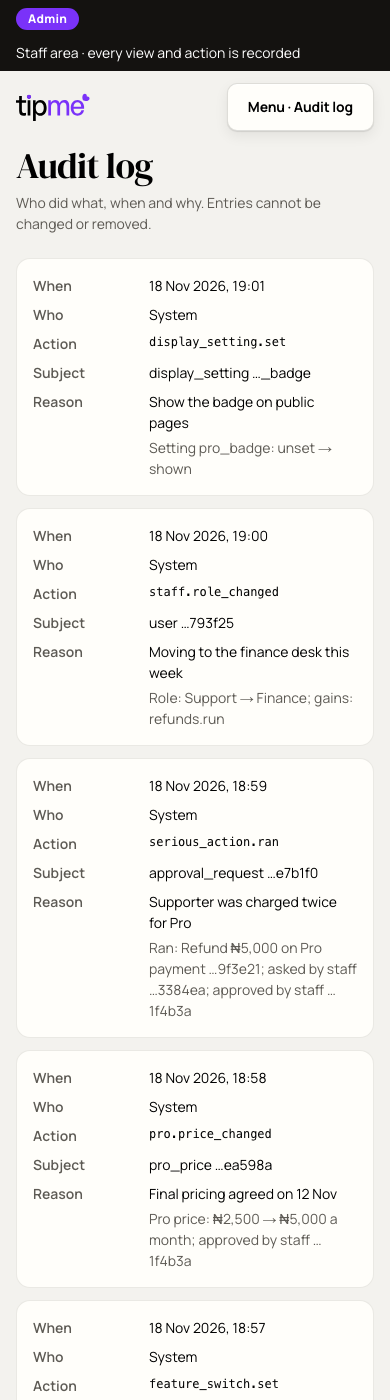 Admin
Staff area · every view and action is recorded
tipme
Menu · Audit log
Audit log
Who did what, when and why. Entries cannot be
changed or removed.
When 18 Nov 2026, 19:01
Who System
Action display_setting.set
Subject display_setting …_badge
Reason Show the badge on public
pages
Setting pro_badge: unset → 
shown
When 18 Nov 2026, 19:00
Who System
Action staff.role_changed
Subject user …793f25
Reason Moving to the finance desk this
week
Role: Support → Finance; gains:
refunds.run
When 18 Nov 2026, 18:59
Who System
Action serious_action.ran
Subject approval_request …e7b1f0
Reason Supporter was charged twice
for Pro
Ran: Refund ₦5,000 on Pro
payment …9f3e21; asked by staff
…3384ea; approved by staff …
1f4b3a
When 18 Nov 2026, 18:58
Who System
Action pro.price_changed
Subject pro_price …ea598a
Reason Final pricing agreed on 12 Nov
Pro price: ₦2,500 → ₦5,000 a
month; approved by staff …
1f4b3a
When 18 Nov 2026, 18:57
Who System
Action feature_switch.set